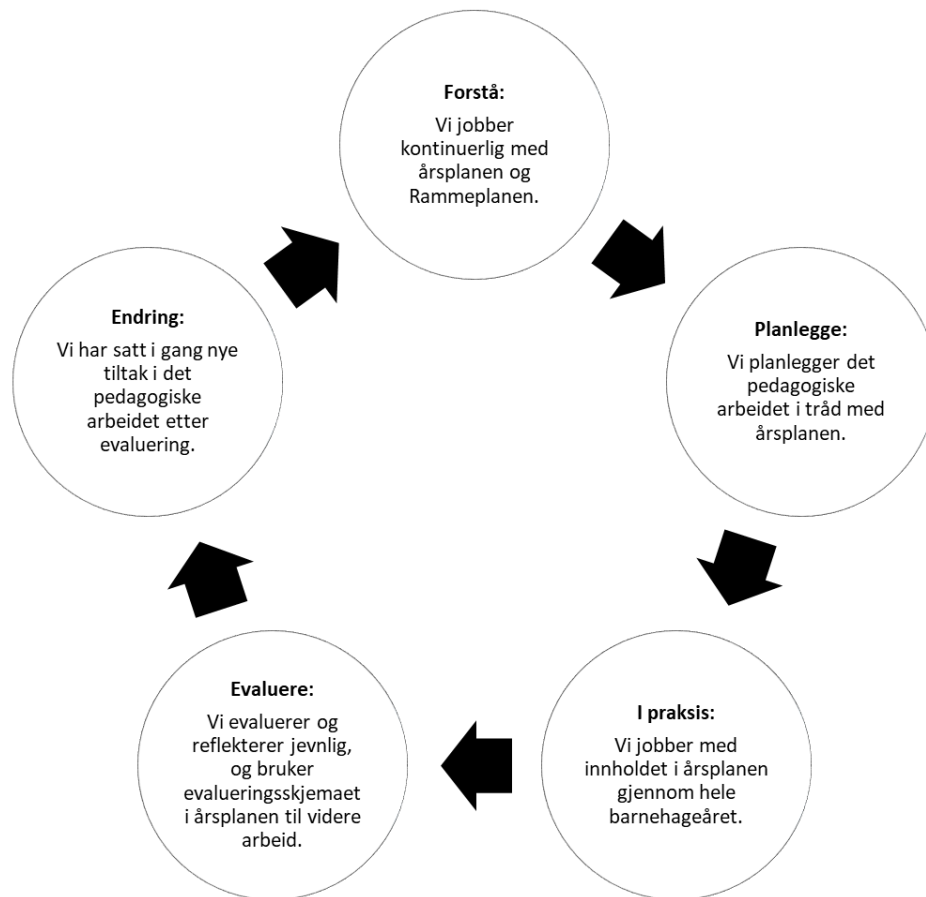 Forstå:
Vi jobber
kontinuerlig med
årsplanen og
Rammeplanen.
Planlegge:
Vi planlegger det
pedagogiske
arbeidet i tråd med
årsplanen.
I praksis:
Vi jobber med
innholdet i årsplanen
gjennom hele
barnehageåret.
Evaluere:
Vi evaluerer og
reflekterer jevnlig,
og bruker
evalueringsskjemaet
i årsplanen til videre
arbeid.
Endring:
Vi har satt i gang nye
tiltak i det
pedagogiske
arbeidet etter
evaluering.